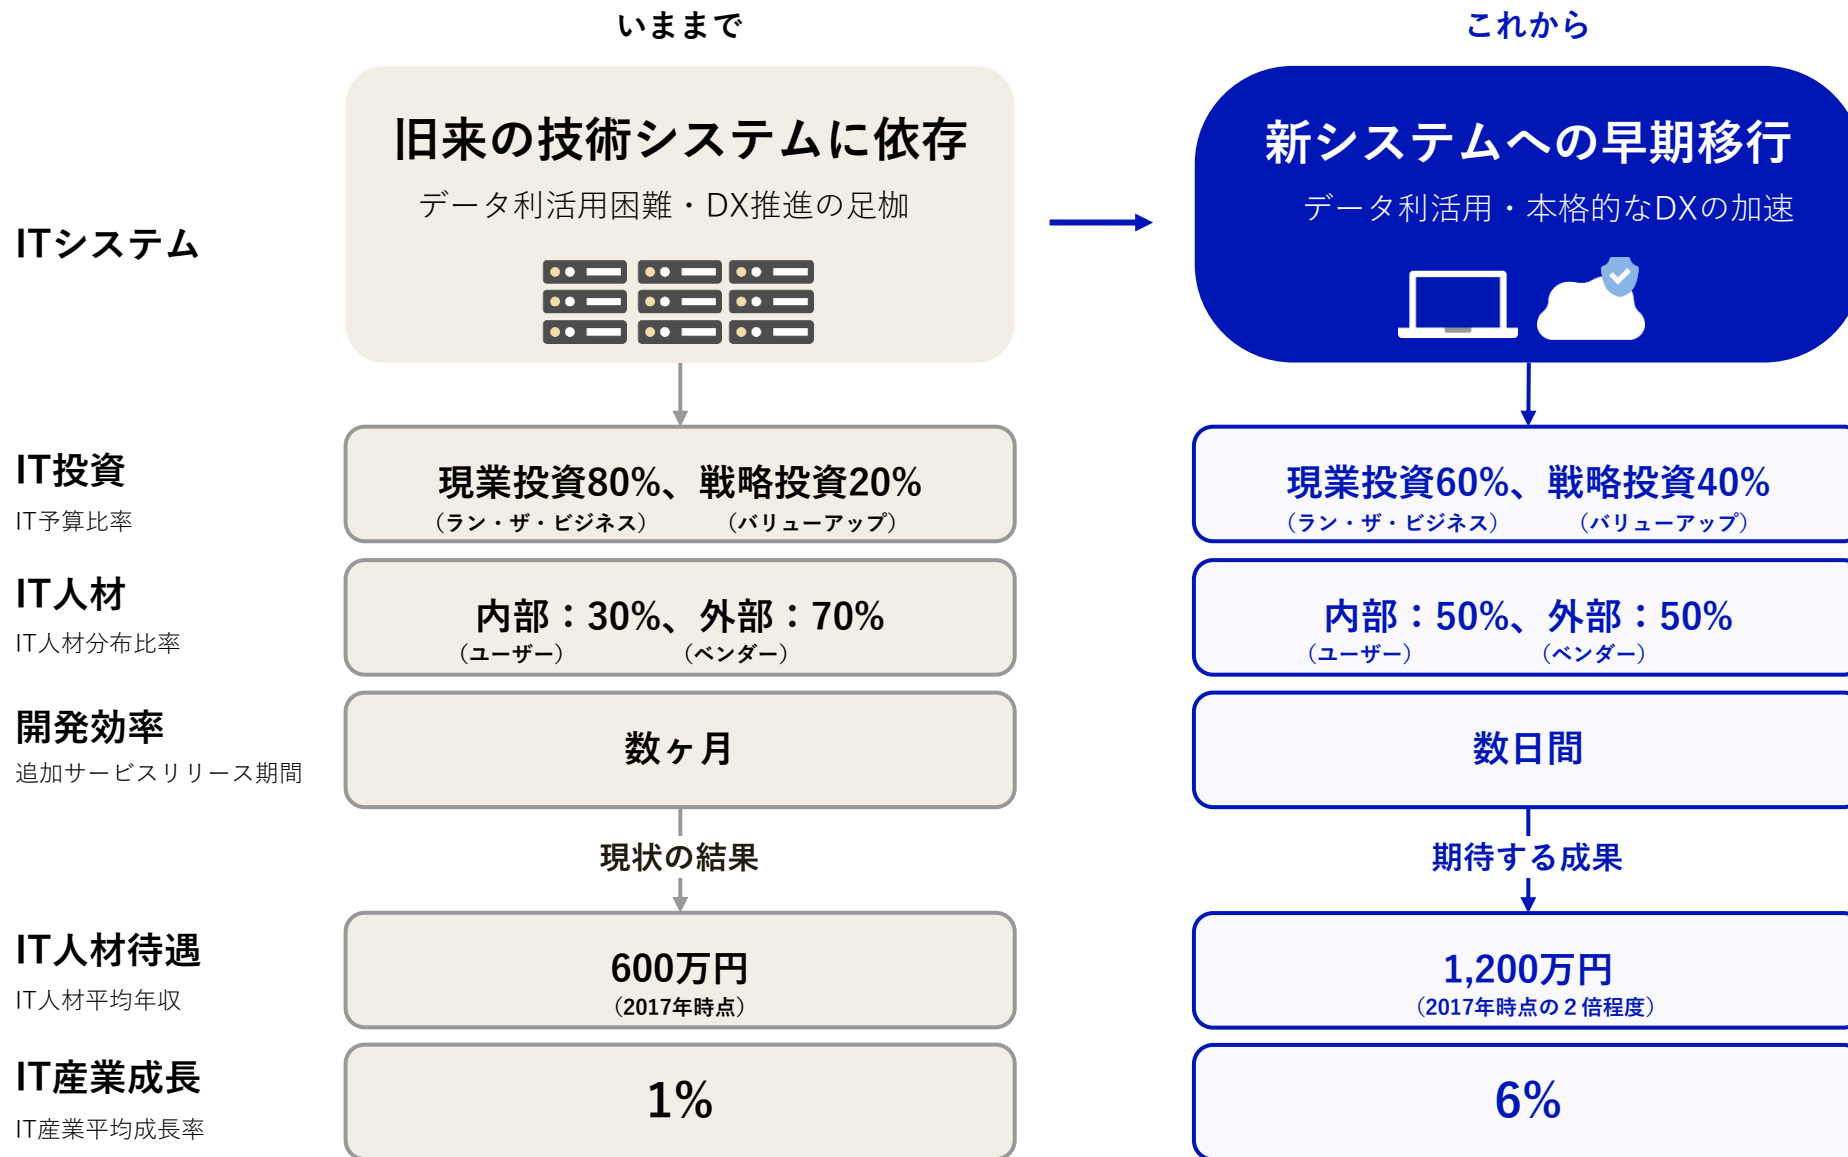 いままで
これから
ITシステム
旧来の技術システムに依存
データ利活用困難・DX推進の足枷
新システムへの早期移行
データ利活用・本格的なDXの加速
IT投資
IT予算比率
現業投資80%、戦略投資20%
（ラン・ザ・ビジネス）　（バリューアップ）
現業投資60%、戦略投資40%
（ラン・ザ・ビジネス）　（バリューアップ）
IT人材
IT人材分布比率
内部：30%、外部：70%
（ユーザー）　（ベンダー）
内部：50%、外部：50%
（ユーザー）　（ベンダー）
開発効率
追加サービスリリース期間
数ヶ月
数日間
現状の結果
期待する成果
IT人材待遇
IT人材平均年収
600万円
（2017年時点）
1,200万円
（2017年時点の２倍程度）
IT産業成長
IT産業平均成長率
1%
6%